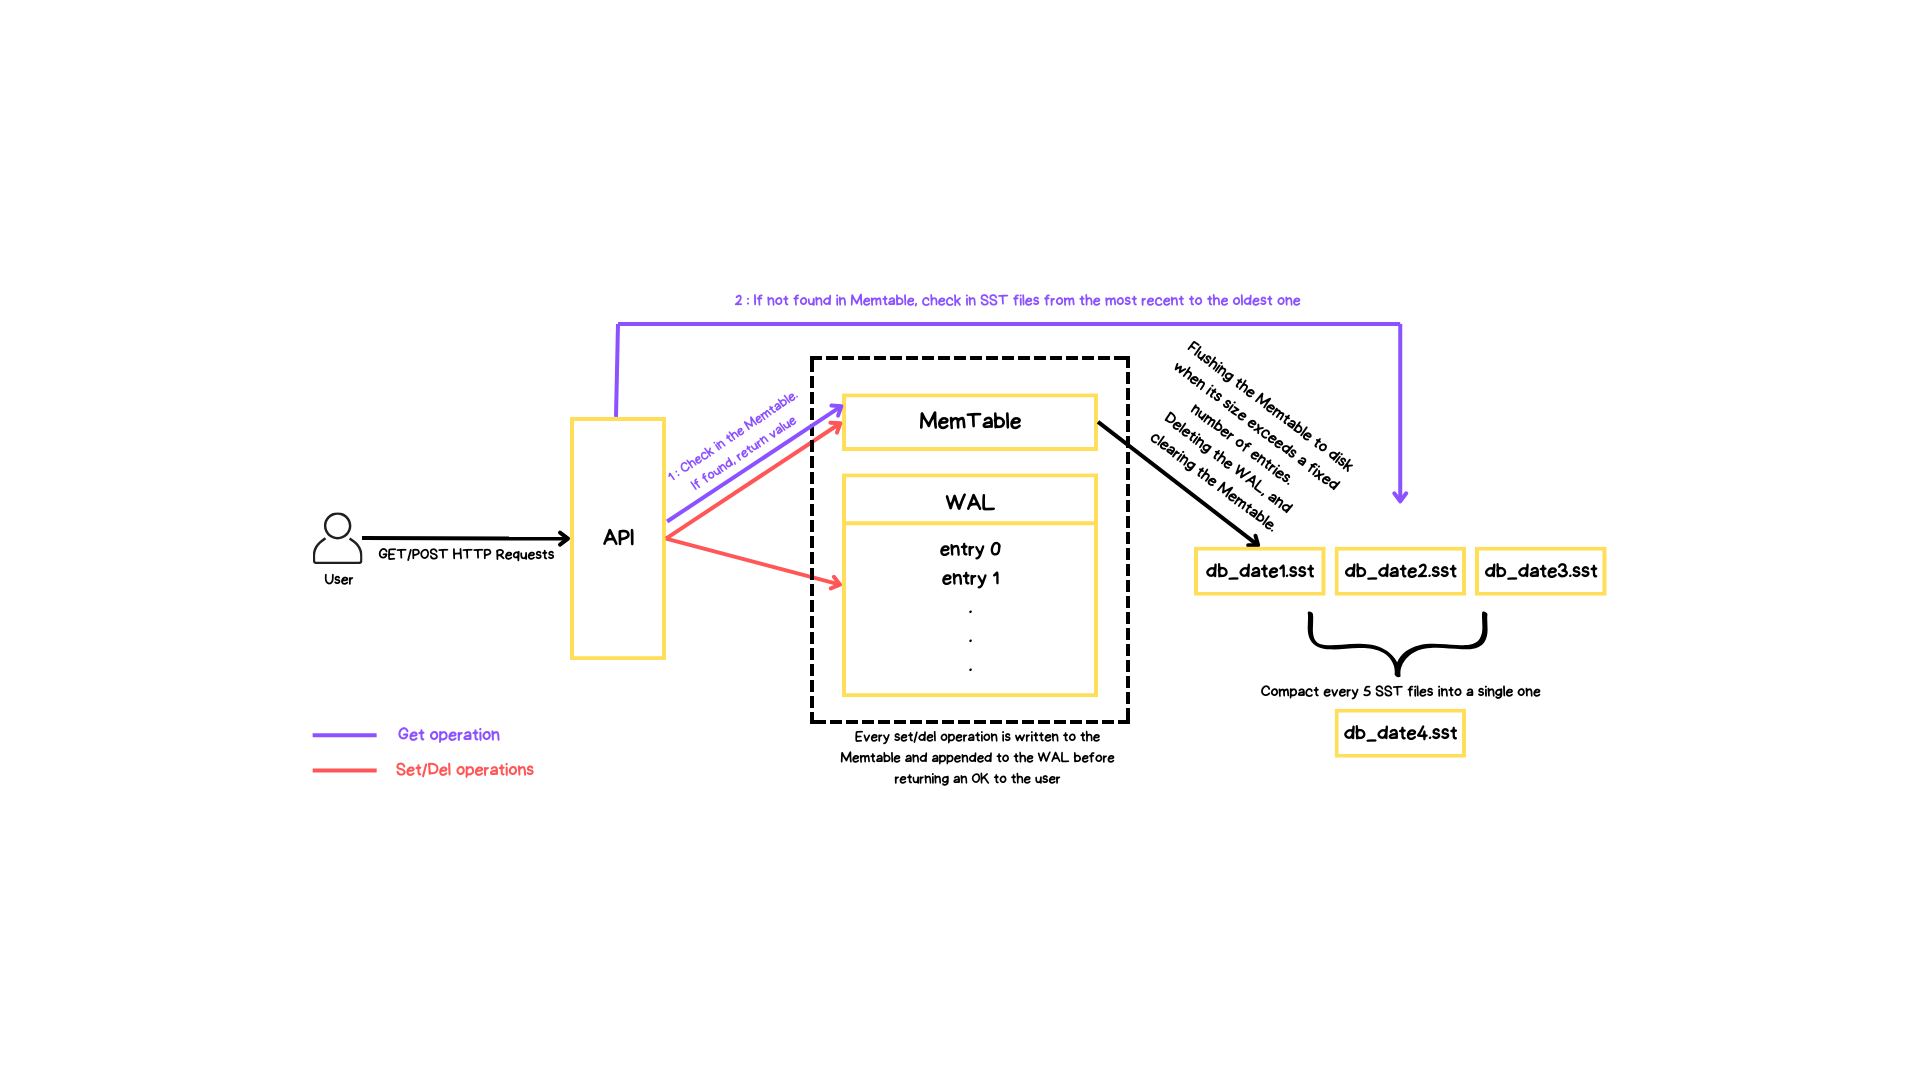 2 : If not found in Memtable, check in SST files from the most recent to the oldest one
1 : Check in the Memtable.
If found, return value
Flushing the Memtable to disk
when its size exceeds a fixed
number of entries.
Deleting the WAL, and
clearing the Memtable.
MemTable
WAL
entry 0
entry 1
.
.
.
API
GET/POST HTTP Requests
User
db_date1.sst
db_date2.sst
db_date3.sst
Compact every 5 SST files into a single one
db_date4.sst
Every set/del operation is written to the
Memtable and appended to the WAL before
returning an OK to the user
Get operation
Set/Del operations